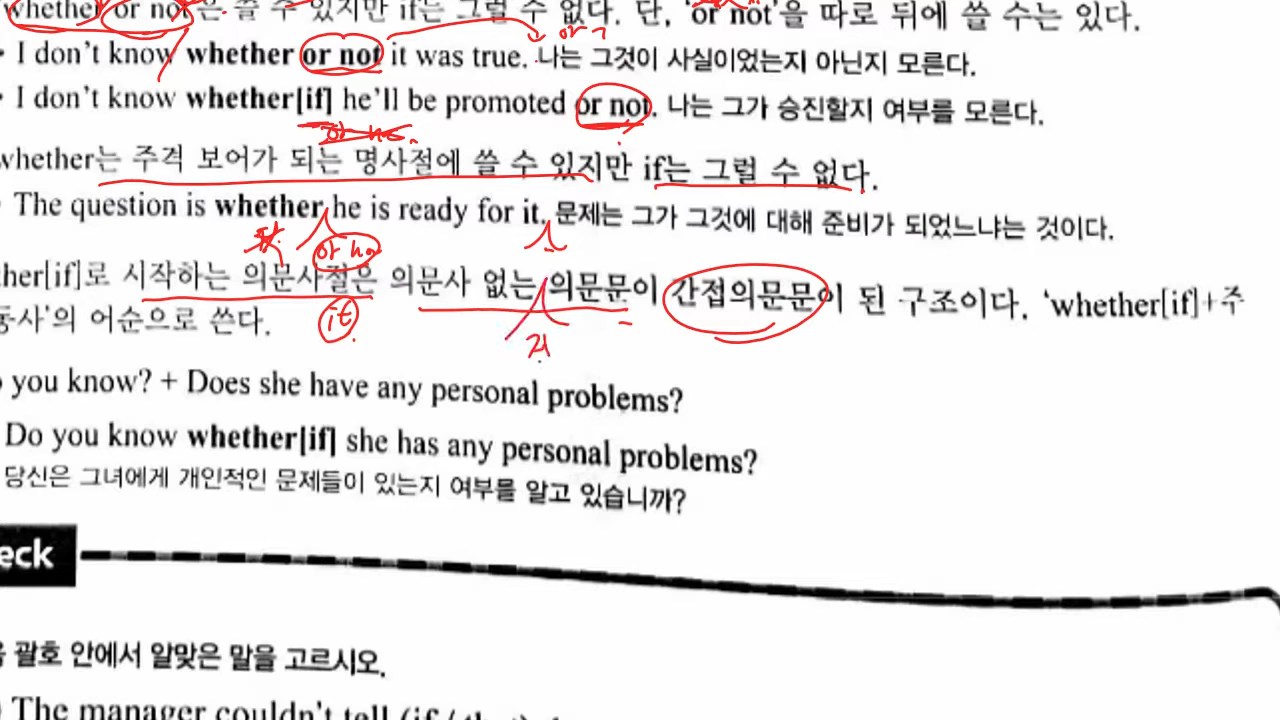 whether or not은 쓸 수 있지만 if는 그럴 수 없다. 단, 'or not'을 따로 뒤에 쓸 수는 있다.
I don't know whether or not it was true. 나는 그것이 사실이었는지 아닌지 모른다.
I don't know whether[if] he'll be promoted or not. 나는 그가 승진할지 여부를 모른다.
whether는 주격 보어가 되는 명사절에 쓸 수 있지만 if는 그럴 수 없다.
The question is whether he is ready for it. 문제는 그가 그것에 대해 준비가 되었느냐는 것이다.
or no
ther[if]로 시작하는 의문사절은 의문사 없는 의문문이 간접의문문이 된 구조이다. 'whether[if]+주
동사'의 어순으로 쓴다.
it
you know? + Does she have any personal problems?
Do you know whether[if] she has any personal problems?
당신은 그녀에게 개인적인 문제들이 있는지 여부를 알고 있습니까?
eck
괄호 안에서 알맞은 말을 고르시오.
The manager couldn't tell (if / that)